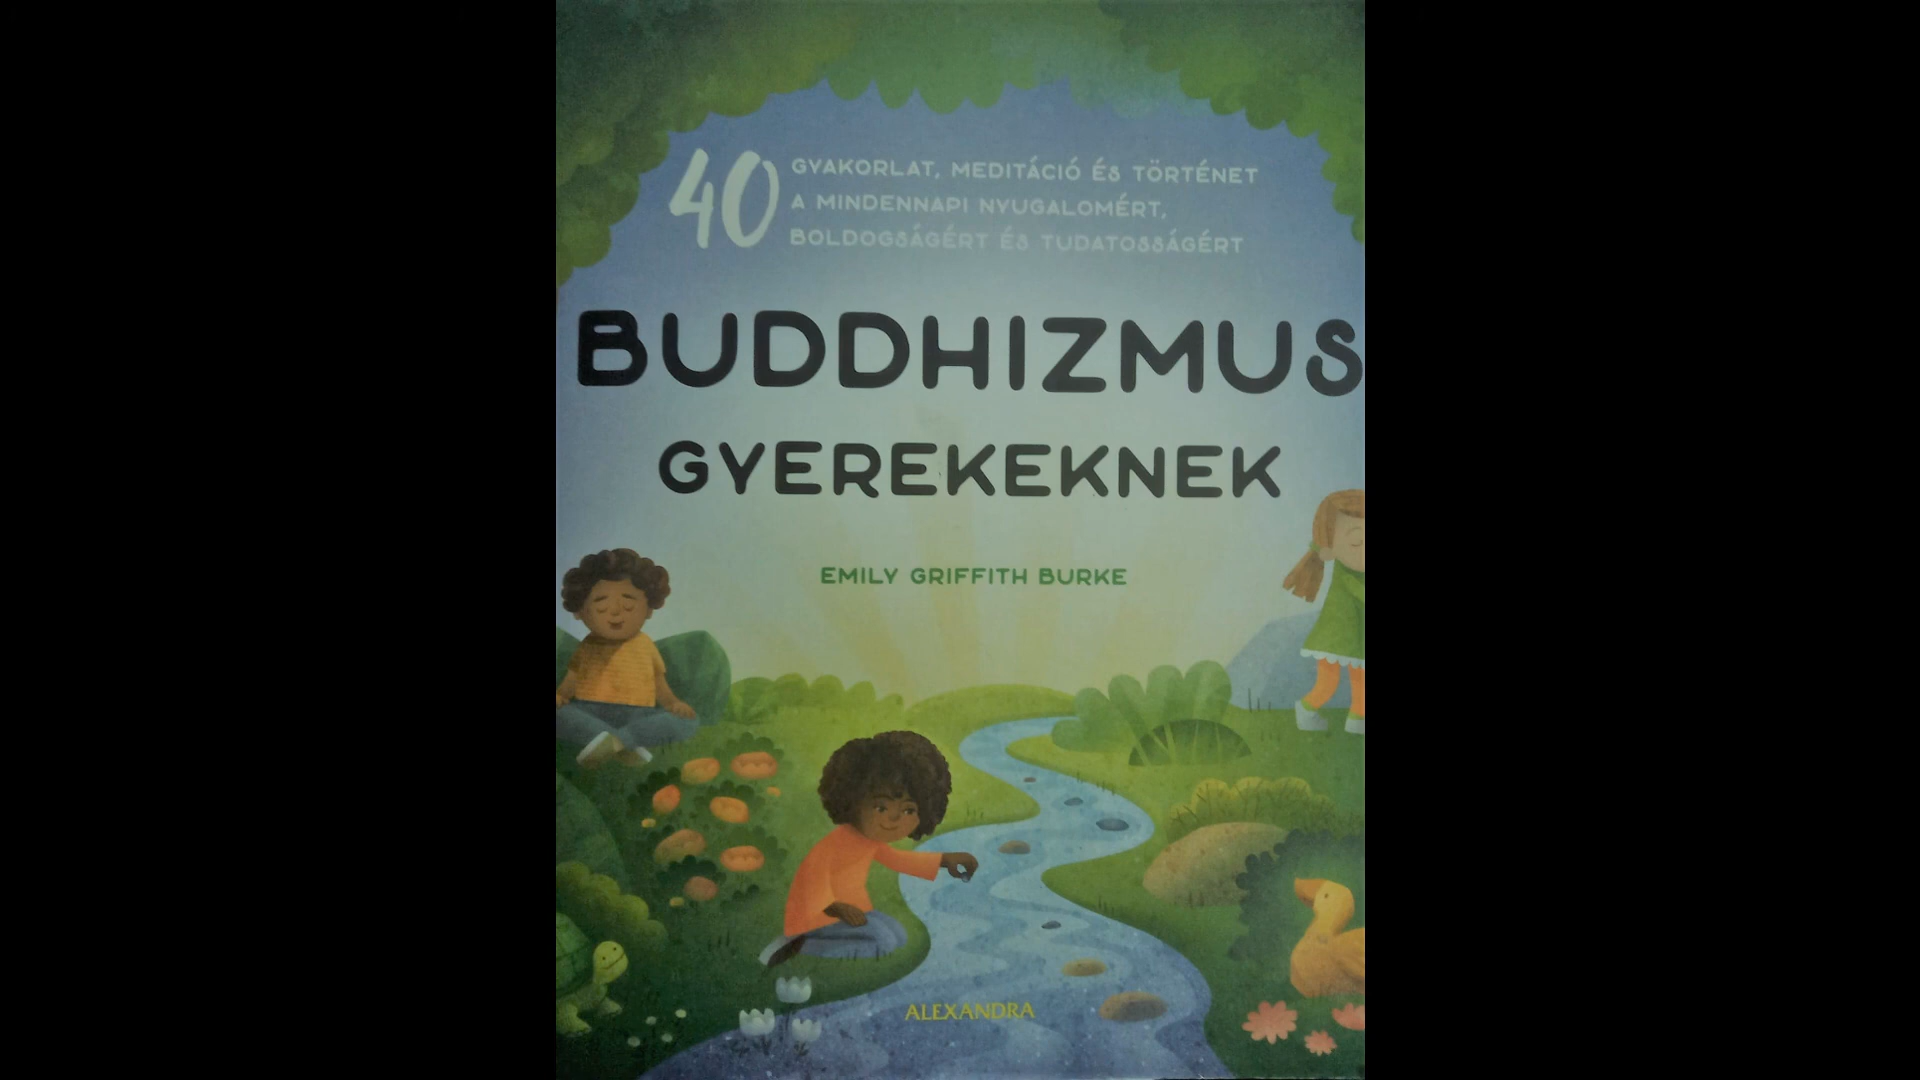 40 GYAKORLAT, MEDITÁCIÓ ÉS TÖRTÉNET
A MINDENNAPI NYUGALOMÉRT,
BOLDOGSÁGÉRT ÉS TUDATOSSÁGÉRT
BUDDHIZMUS
GYEREKEKNEK
EMILY GRIFFITH BURKE
ALEXANDRA